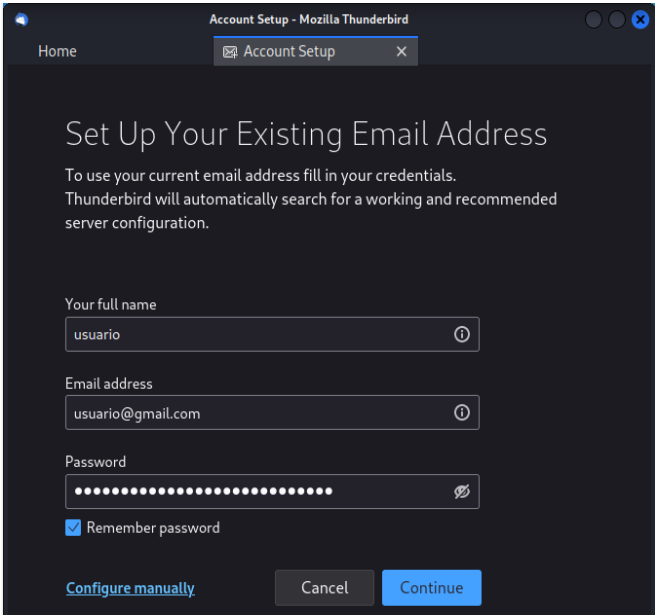 Account Setup - Mozilla Thunderbird
Home
Account Setup
Set Up Your Existing Email Address
To use your current email address fill in your credentials.
Thunderbird will automatically search for a working and recommended
server configuration.
Your full name
usuario
Email address
usuario@gmail.com
Password
••••••••••••••••••••••••••••
Remember password
Configure manually
Cancel
Continue